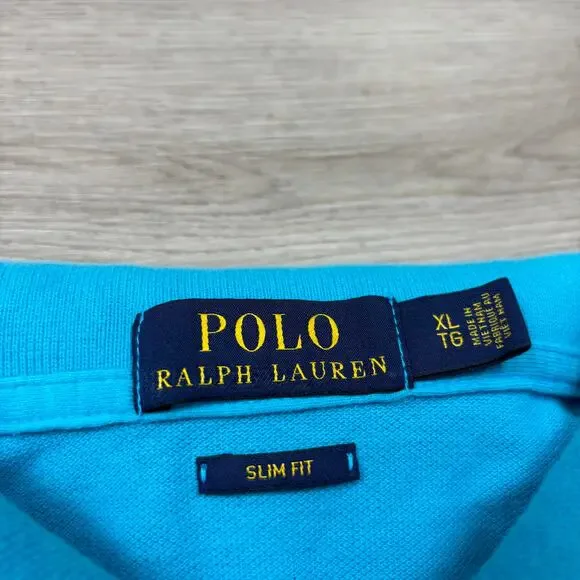 POLO
RALPH LAUREN
XL
TG
MADE IN
VIETNAM
FABRIQUÉ AU
VIET NAM
SLIM FIT